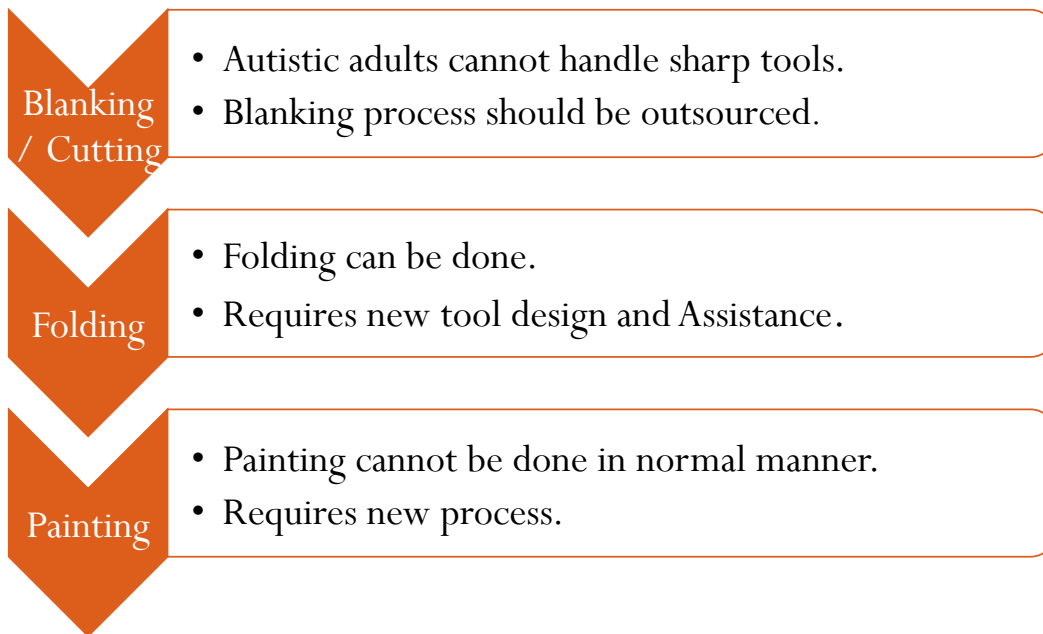 Blanking
/ Cutting
• Autistic adults cannot handle sharp tools.
• Blanking process should be outsourced.
Folding
• Folding can be done.
• Requires new tool design and Assistance.
Painting
• Painting cannot be done in normal manner.
• Requires new process.